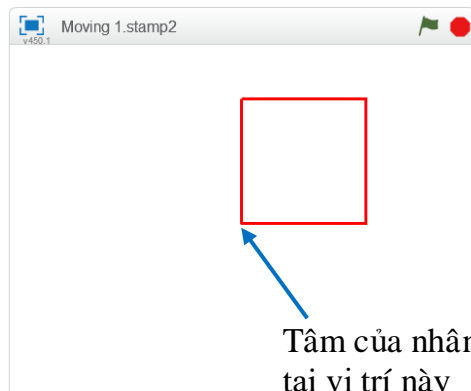 v450.1
Moving 1.stamp2
Tâm của nhân
tại vị trí này